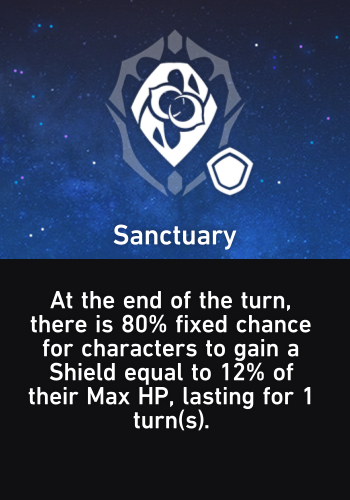 Sanctuary
At the end of the turn,
there is 80% fixed chance
for characters to gain a
Shield equal to 12% of
their Max HP, lasting for 1
turn(s).